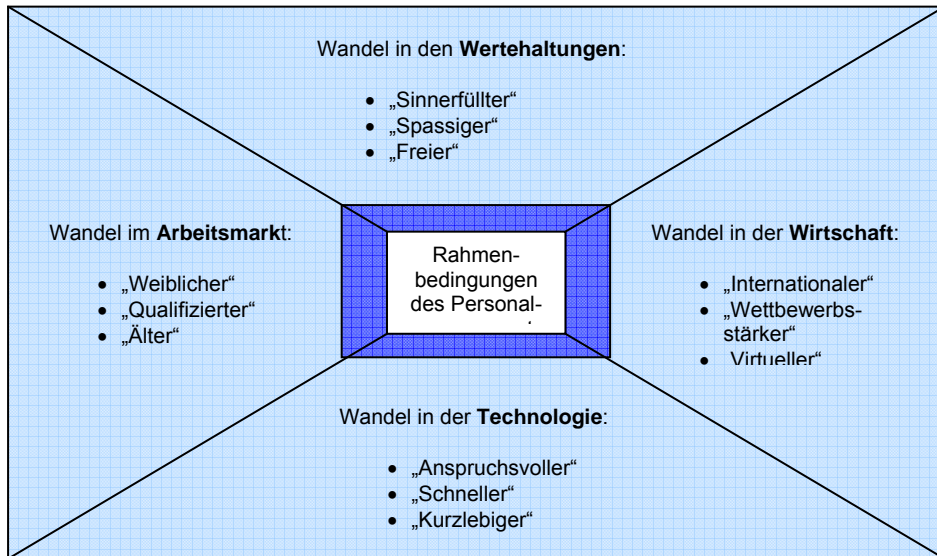 Wandel in den Wertehaltungen:
• „Sinnerfüllter“
• „Spassiger“
• „Freier“
Wandel im Arbeitsmarkt:
• „Weiblicher“
• „Qualifizierter“
• „Älter“
Rahmen-
bedingungen
des Personal-
Wandel in der Wirtschaft:
• „Internationaler“
• „Wettbewerbs-
stärker“
• „Virtueller“
Wandel in der Technologie:
• „Anspruchsvoller“
• „Schneller“
• „Kurzlebiger“